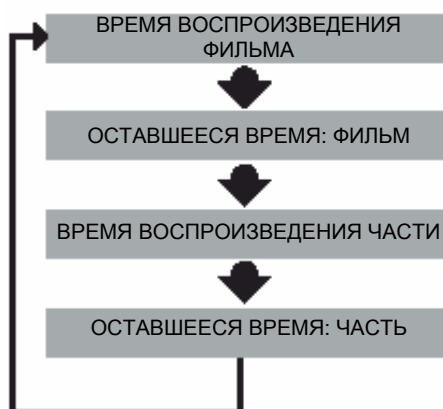 ВРЕМЯ ВОСПРОИЗВЕДЕНИЯ
ФИЛЬМА
ОСТАВШЕЕСЯ ВРЕМЯ: ФИЛЬМ
ВРЕМЯ ВОСПРОИЗВЕДЕНИЯ ЧАСТИ
ОСТАВШЕЕСЯ ВРЕМЯ: ЧАСТЬ